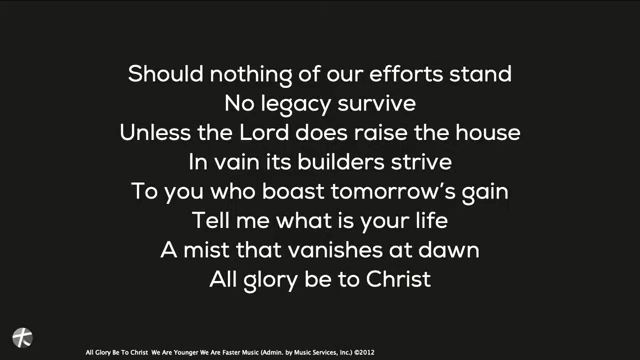 Should nothing of our efforts stand
No legacy survive
Unless the Lord does raise the house
In vain its builders strive
To you who boast tomorrow's gain
Tell me what is your life
A mist that vanishes at dawn
All glory be to Christ
All Glory Be To Christ We Are Younger We Are Faster Music (Admin. by Music Services, Inc.) ©2012